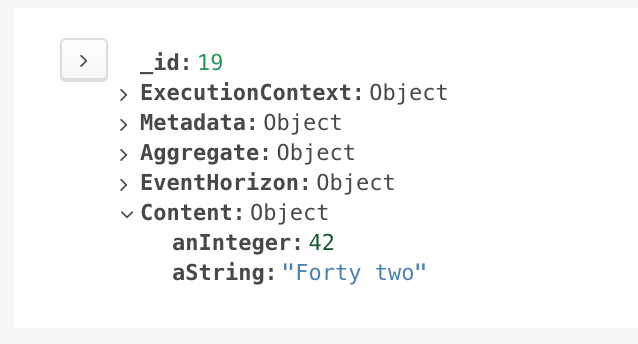 _id: 19
ExecutionContext: Object
Metadata: Object
Aggregate: Object
EventHorizon: Object
Content: Object
anInteger: 42
aString: "Forty two"